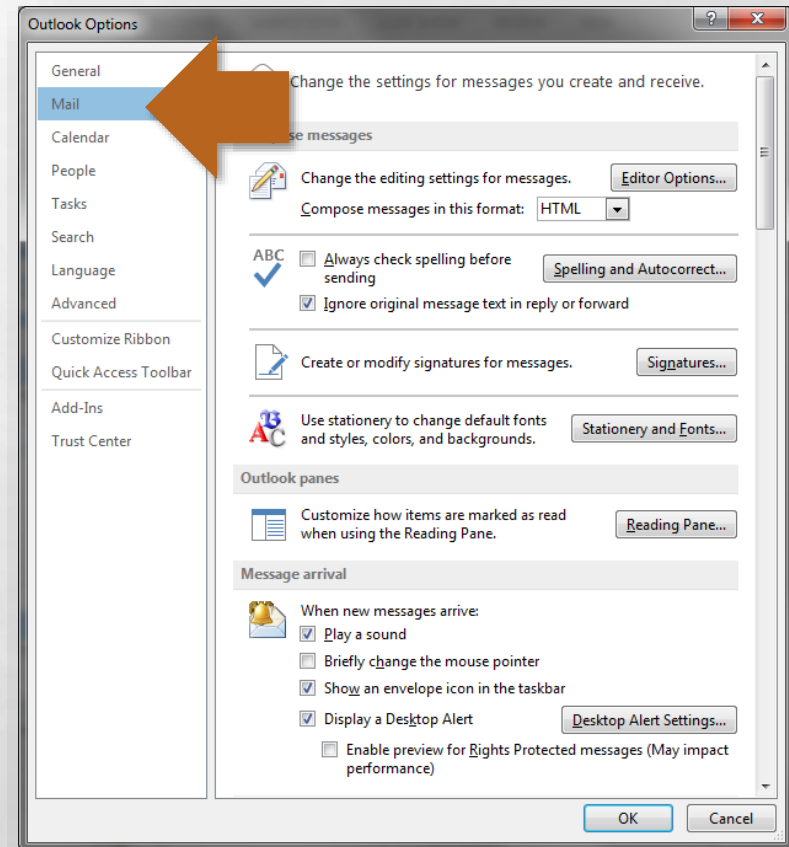 Outlook Options
General
Mail
Calendar
People
Tasks
Search
Language
Advanced
Customize Ribbon
Quick Access Toolbar
Add-Ins
Trust Center
Change the settings for messages you create and receive.
messages
Change the editing settings for messages.
Editor Options...
Compose messages in this format: HTML
ABC
Always check spelling before
sending
Spelling and Autocorrect...
Ignore original message text in reply or forward
Create or modify signatures for messages.
Signatures...
Use stationery to change default fonts
and styles, colors, and backgrounds.
Stationery and Fonts...
Outlook panes
Customize how items are marked as read
when using the Reading Pane.
Reading Pane...
Message arrival
When new messages arrive:
Play a sound
Briefly change the mouse pointer
Show an envelope icon in the taskbar
Display a Desktop Alert
Desktop Alert Settings...
Enable preview for Rights Protected messages (May impact
performance)
OK
Cancel